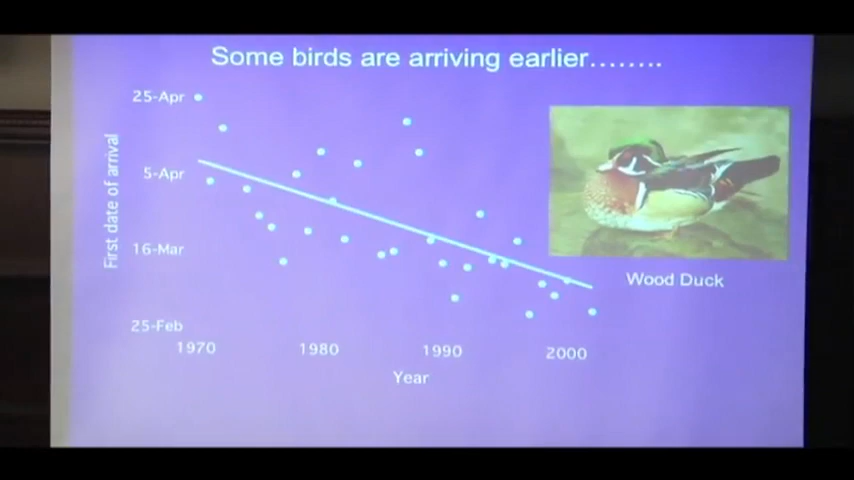 Some birds are arriving earlier........
25-Apr
5-Apr
16-Mar
25-Feb
First date of arrival
1970 1980 1990 2000
Year
Wood Duck